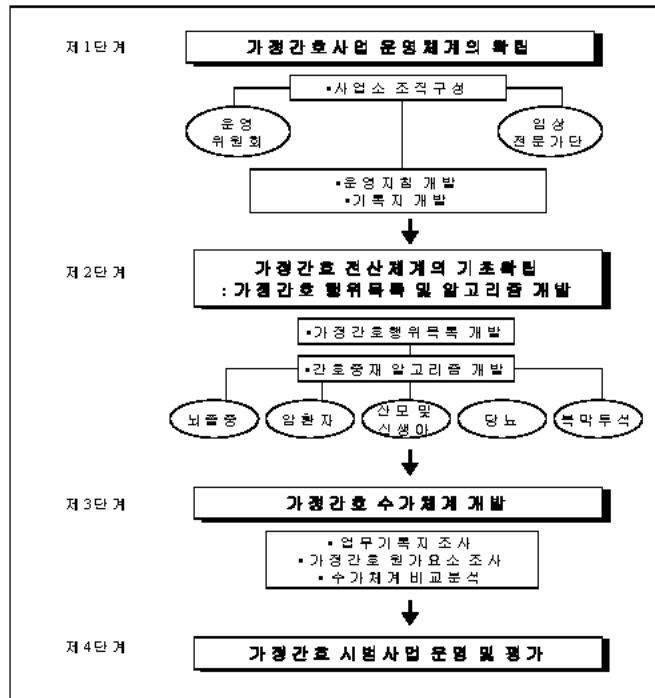 제1단계
가정간호사업 운영체계의 확립
▪사업소 조직구성
운영
위원회
임상
전문가단
▪운영지침 개발
▪기록지 개발
제2단계
가정간호 전산체계의 기초확립
: 가정간호 행위목록 및 알고리즘 개발
▪가정간호행위목록 개발
▪간호중재 알고리즘 개발
뇌졸중
암환자
산모 및
신생아
당뇨
복막투석
제3단계
가정간호 수가체계 개발
▪ 업무기록지 조사
▪ 가정간호 원가요소 조사
▪ 수가체계 비교분석
제4단계
가정간호 시범사업 운영 및 평가